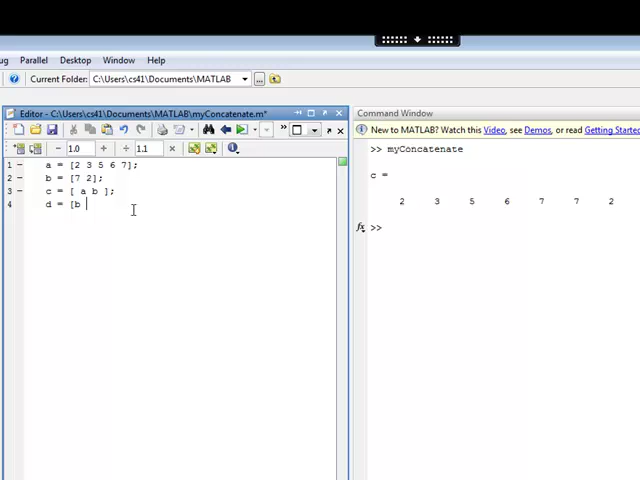 ug Parallel Desktop Window Help
Current Folder: C:\Users\cs41\Documents\MATLAB
Editor - C:\Users\cs41\Documents\MATLAB\myConcatenate.m*
− 1.0 + ÷ 1.1 ×
1 − a = [2 3 5 6 7];
2 − b = [7 2];
3 − c = [ a b ];
4 d = [b
Command Window
New to MATLAB? Watch this Video, see Demos, or read Getting Started
>> myConcatenate
c =
2 3 5 6 7 7 2
fx >>